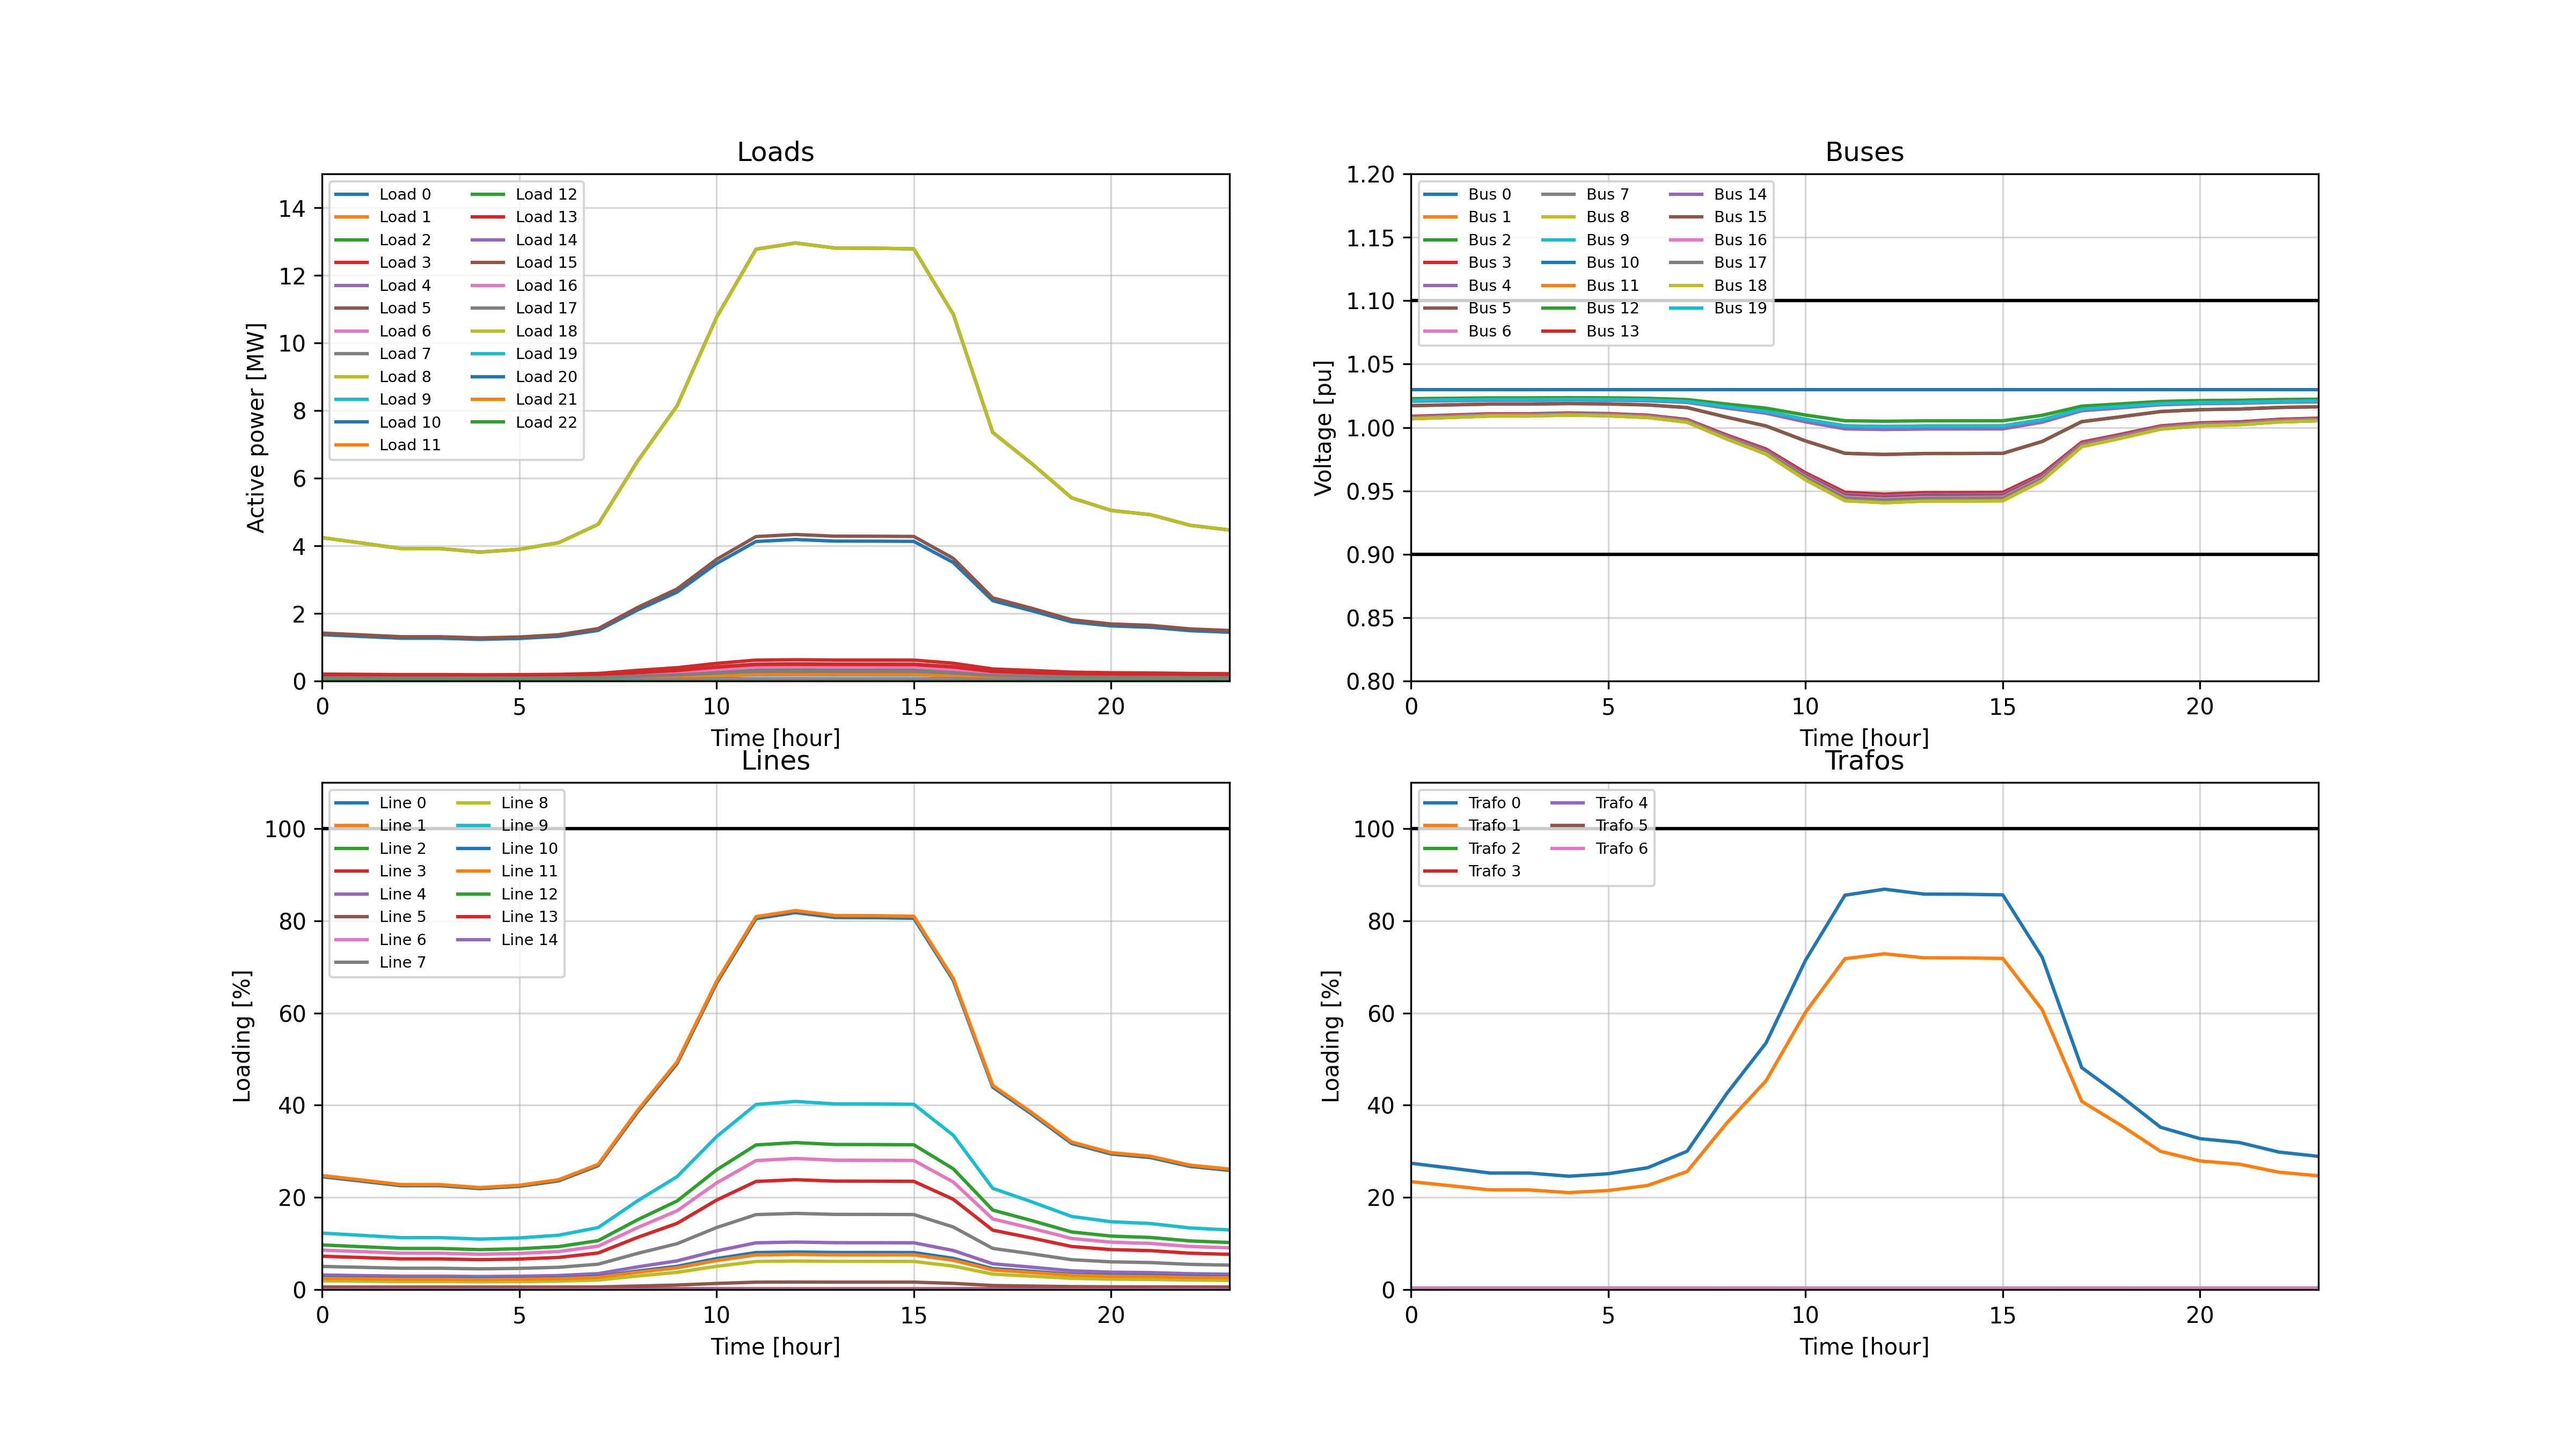 Loads
Active power [MW]
14
12
10
8
6
4
2
0
Load 0
Load 1
Load 2
Load 3
Load 4
Load 5
Load 6
Load 7
Load 8
Load 9
Load 10
Load 11
Load 12
Load 13
Load 14
Load 15
Load 16
Load 17
Load 18
Load 19
Load 20
Load 21
Load 22
0 5 10 15 20
Time [hour]
Buses
Voltage [pu]
1.20
1.15
1.10
1.05
1.00
0.95
0.90
0.85
0.80
Bus 0
Bus 1
Bus 2
Bus 3
Bus 4
Bus 5
Bus 6
Bus 7
Bus 8
Bus 9
Bus 10
Bus 11
Bus 12
Bus 13
Bus 14
Bus 15
Bus 16
Bus 17
Bus 18
Bus 19
0 5 10 15 20
Time [hour]
Lines
Loading [%]
100
80
60
40
20
0
Line 0
Line 1
Line 2
Line 3
Line 4
Line 5
Line 6
Line 7
Line 8
Line 9
Line 10
Line 11
Line 12
Line 13
Line 14
0 5 10 15 20
Time [hour]
Trafos
Loading [%]
100
80
60
40
20
0
Trafo 0
Trafo 1
Trafo 2
Trafo 3
Trafo 4
Trafo 5
Trafo 6
0 5 10 15 20
Time [hour]